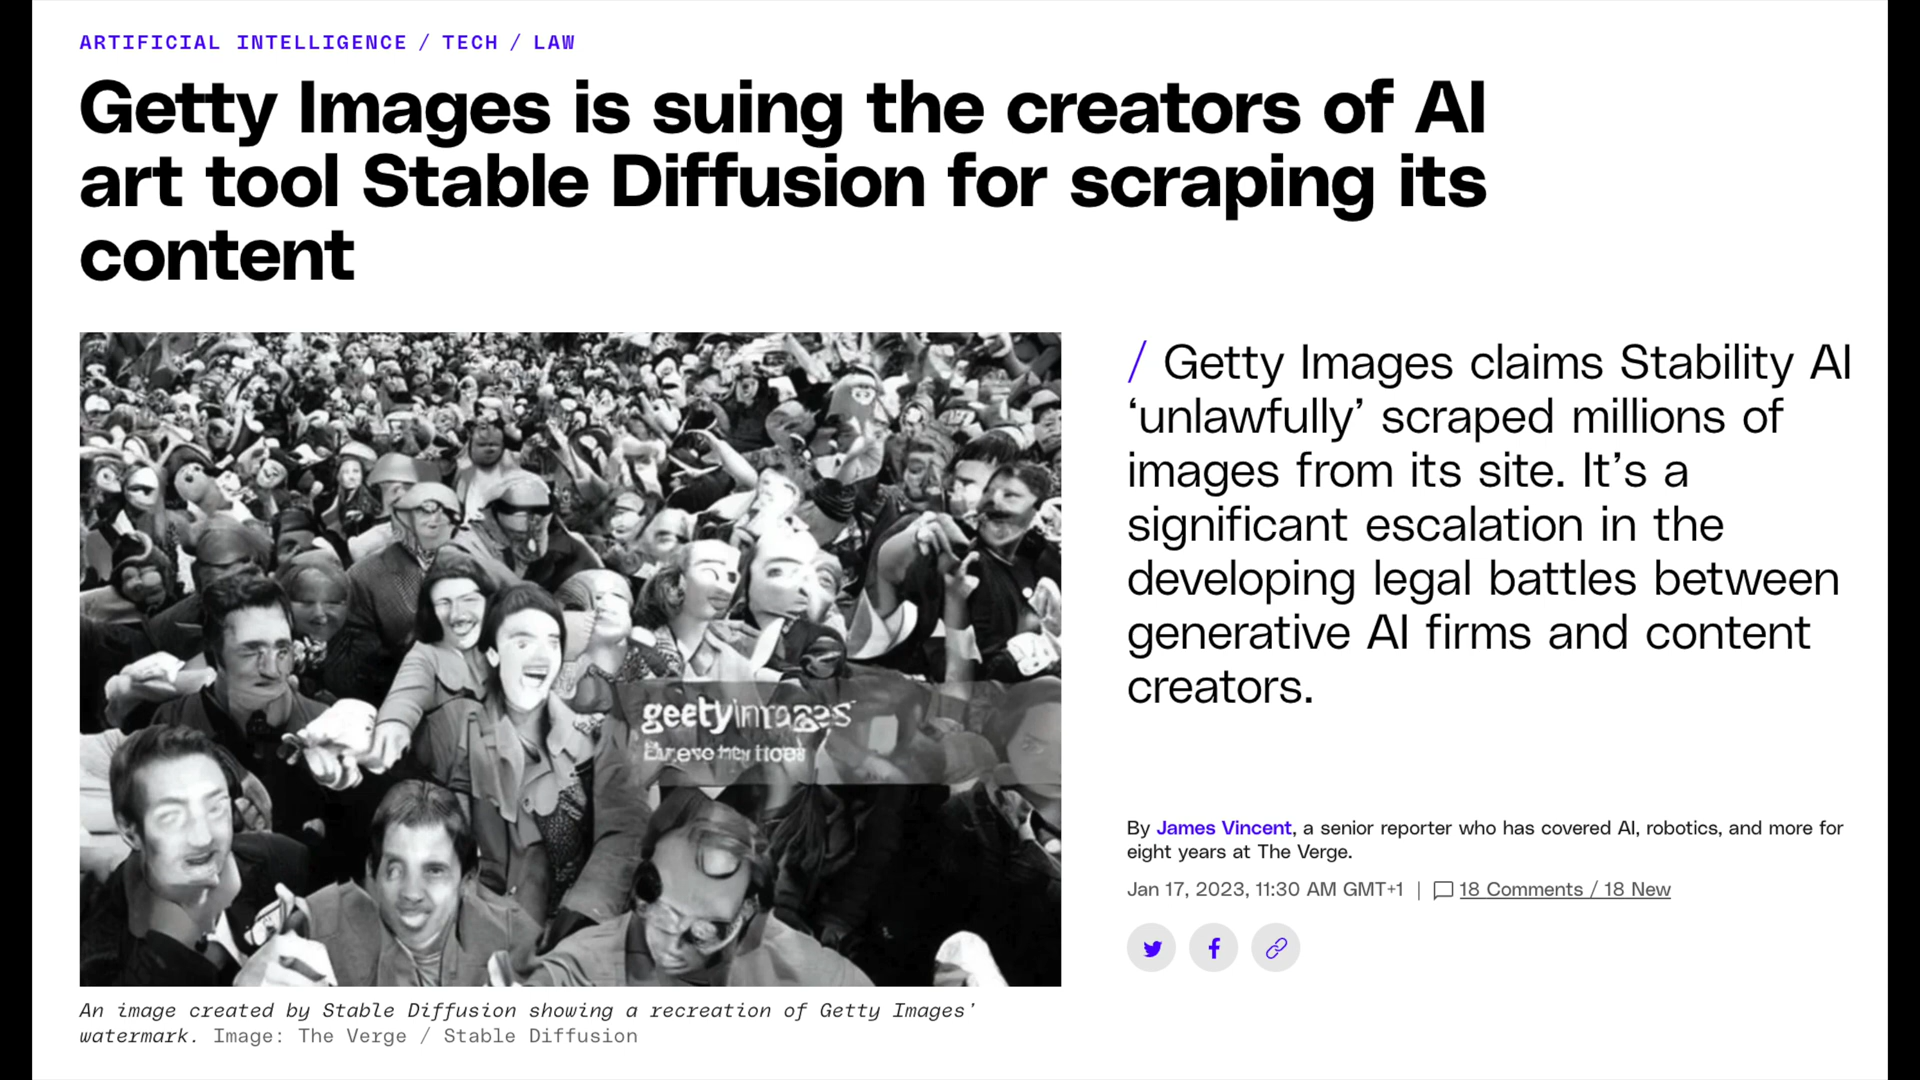 ARTIFICIAL INTELLIGENCE / TECH / LAW
Getty Images is suing the creators of AI
art tool Stable Diffusion for scraping its
content
/ Getty Images claims Stability AI
‘unlawfully’ scraped millions of
images from its site. It’s a
significant escalation in the
developing legal battles between
generative AI firms and content
creators.
By James Vincent, a senior reporter who has covered AI, robotics, and more for
eight years at The Verge.
Jan 17, 2023, 11:30 AM GMT+1 | 18 Comments / 18 New
An image created by Stable Diffusion showing a recreation of Getty Images’
watermark. Image: The Verge / Stable Diffusion